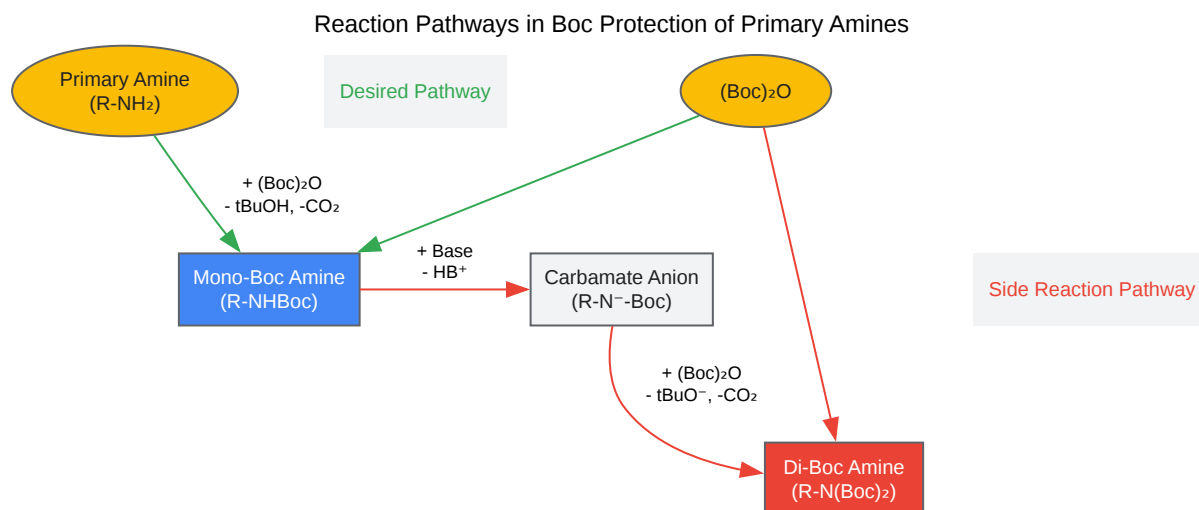 Reaction Pathways in Boc Protection of Primary Amines
Primary Amine
(R-NH₂)
Desired Pathway
(Boc)₂O
+ (Boc)₂O
- tBuOH, -CO₂
Mono-Boc Amine
(R-NHBoc)
+ Base
- HB⁺
Carbamate Anion
(R-N⁻-Boc)
Side Reaction Pathway
+ (Boc)₂O
- tBuO⁻, -CO₂
Di-Boc Amine
(R-N(Boc)₂)